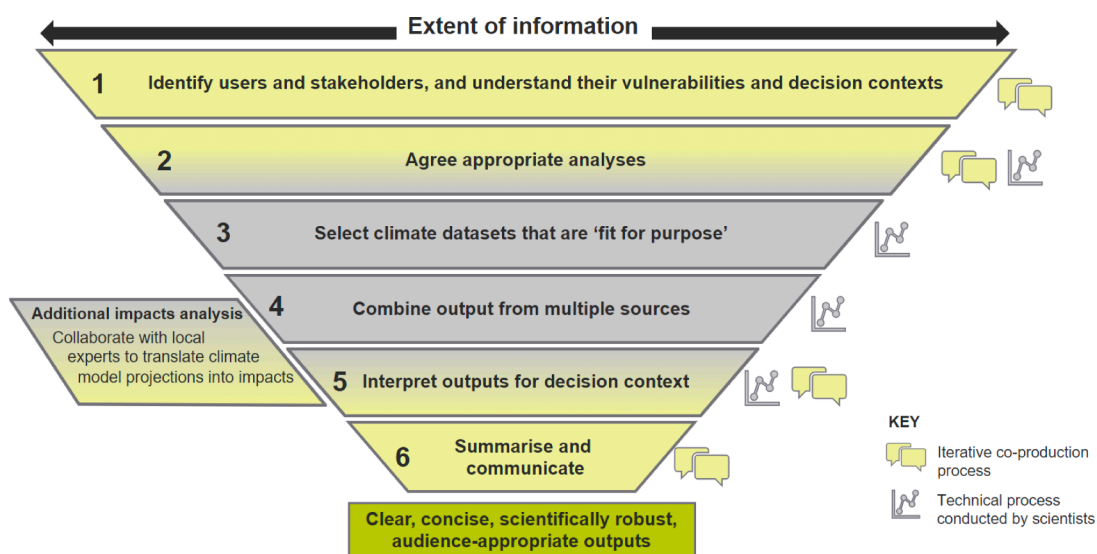 Extent of information
1
Identify users and stakeholders, and understand their vulnerabilities and decision contexts
2
Agree appropriate analyses
3
Select climate datasets that are ‘fit for purpose’
4
Combine output from multiple sources
Additional impacts analysis
Collaborate with local
experts to translate climate
model projections into impacts
5
Interpret outputs for decision context
6
Summarise and
communicate
Clear, concise, scientifically robust,
audience-appropriate outputs
KEY
Iterative co-production
process
Technical process
conducted by scientists